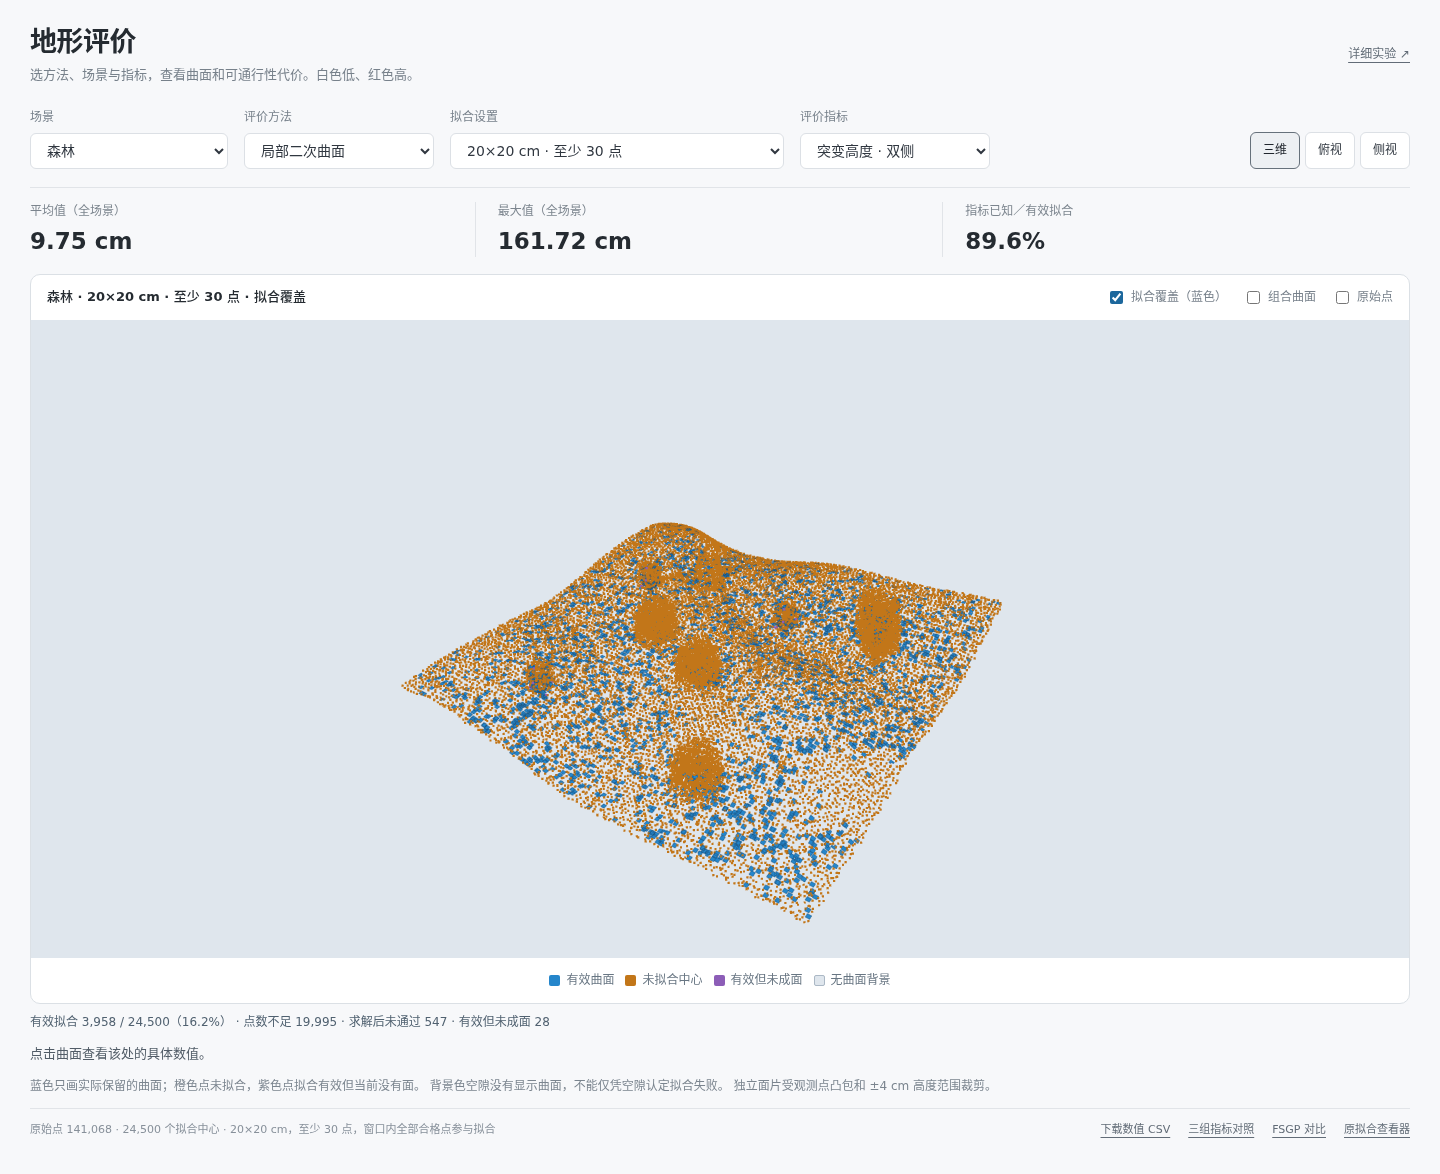 地形评价
选方法、场景与指标，查看曲面和可通行性代价。白色低、红色高。
详细实验 ↗
场景
评价方法
拟合设置
评价指标
森林
局部二次曲面
20×20 cm · 至少 30 点
突变高度 · 双侧
三维
俯视
侧视
平均值（全场景）
最大值（全场景）
指标已知／有效拟合
9.75 cm
161.72 cm
89.6%
森林 · 20×20 cm · 至少 30 点 · 拟合覆盖
拟合覆盖（蓝色）
组合曲面
原始点
有效曲面
未拟合中心
有效但未成面
无曲面背景
有效拟合 3,958 / 24,500（16.2%） · 点数不足 19,995 · 求解后未通过 547 · 有效但未成面 28
点击曲面查看该处的具体数值。
蓝色只画实际保留的曲面；橙色点未拟合，紫色点拟合有效但当前没有面。 背景色空隙没有显示曲面，不能仅凭空隙认定拟合失败。 独立面片受观测点凸包和 ±4 cm 高度范围裁剪。
原始点 141,068 · 24,500 个拟合中心 · 20×20 cm，至少 30 点，窗口内全部合格点参与拟合
下载数值 CSV
三组指标对照
FSGP 对比
原拟合查看器